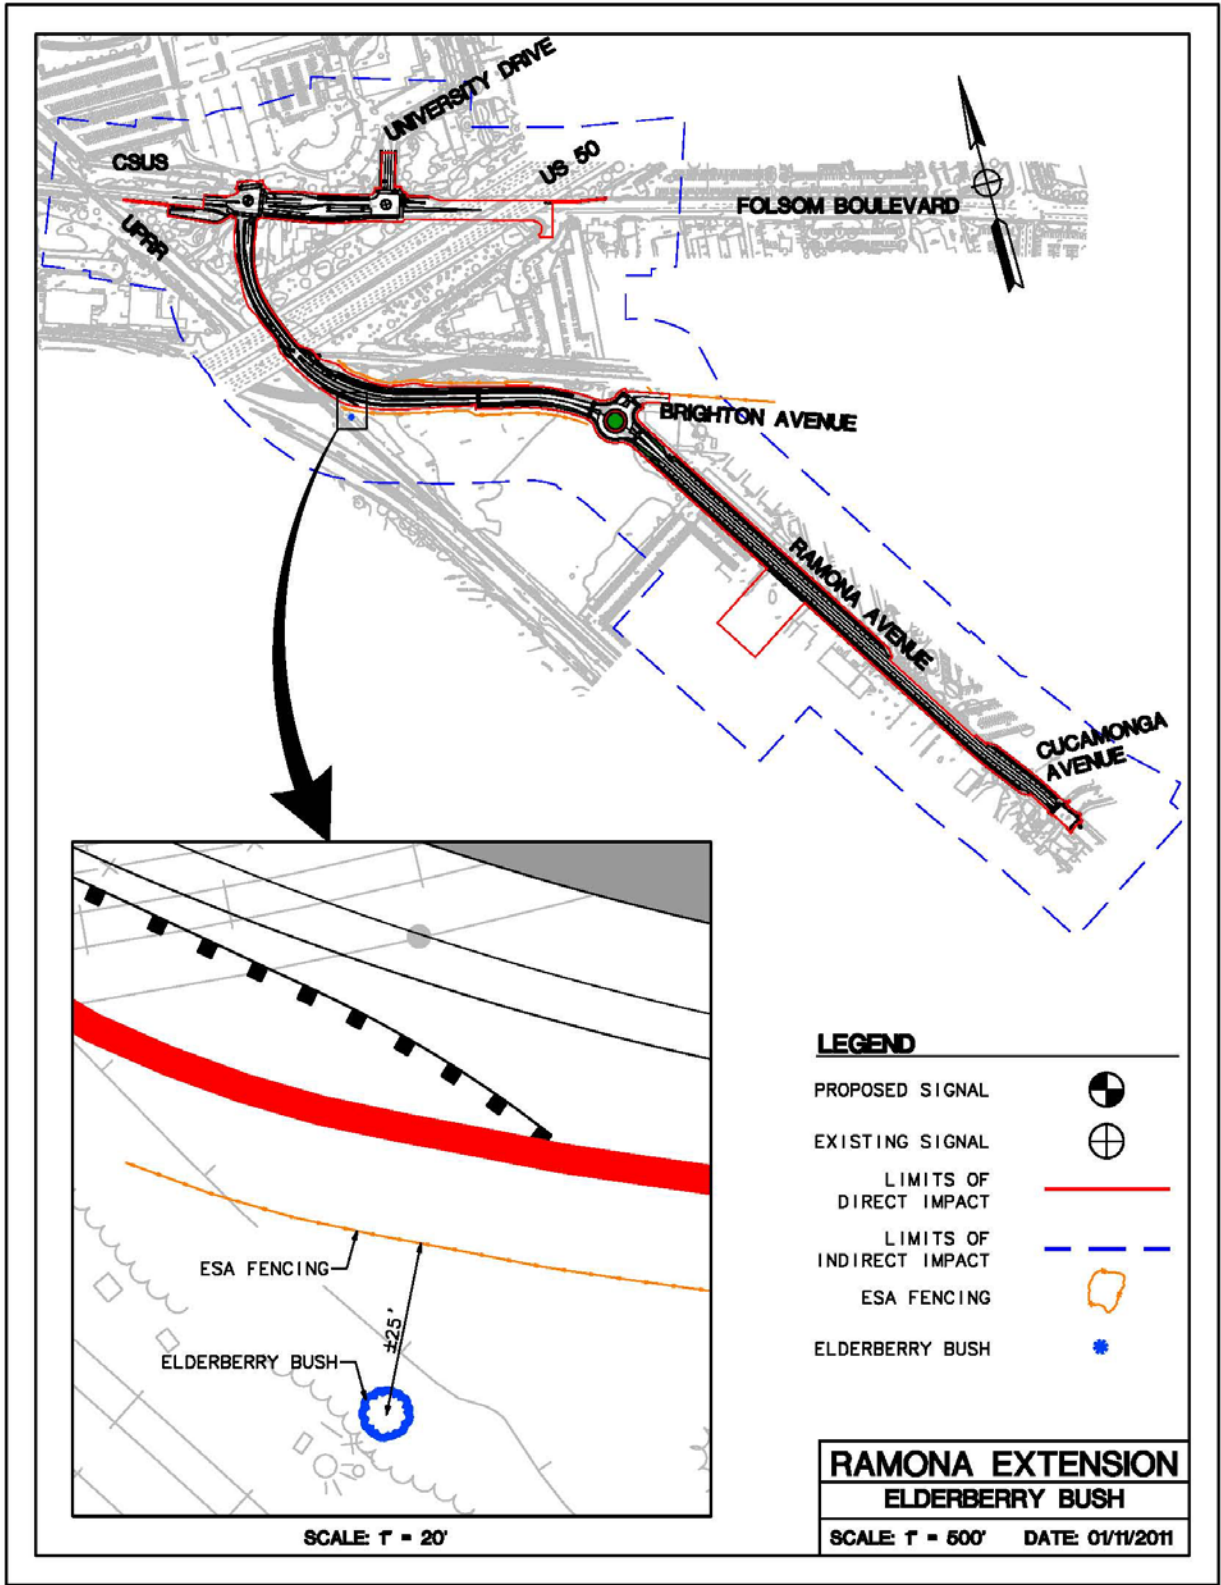 UNIVERSITY DRIVE
CSUS
US 50
FOLSOM BOULEVARD
UPRR
BRIGHTON AVENUE
RAMONA AVENUE
CUCAMONGA
AVENUE
ESA FENCING
±25'
ELDERBERRY BUSH
SCALE: 1" = 20'
LEGEND
PROPOSED SIGNAL
EXISTING SIGNAL
LIMITS OF
DIRECT IMPACT
LIMITS OF
INDIRECT IMPACT
ESA FENCING
ELDERBERRY BUSH
RAMONA EXTENSION
ELDERBERRY BUSH
SCALE: 1" = 500' DATE: 01/11/2011